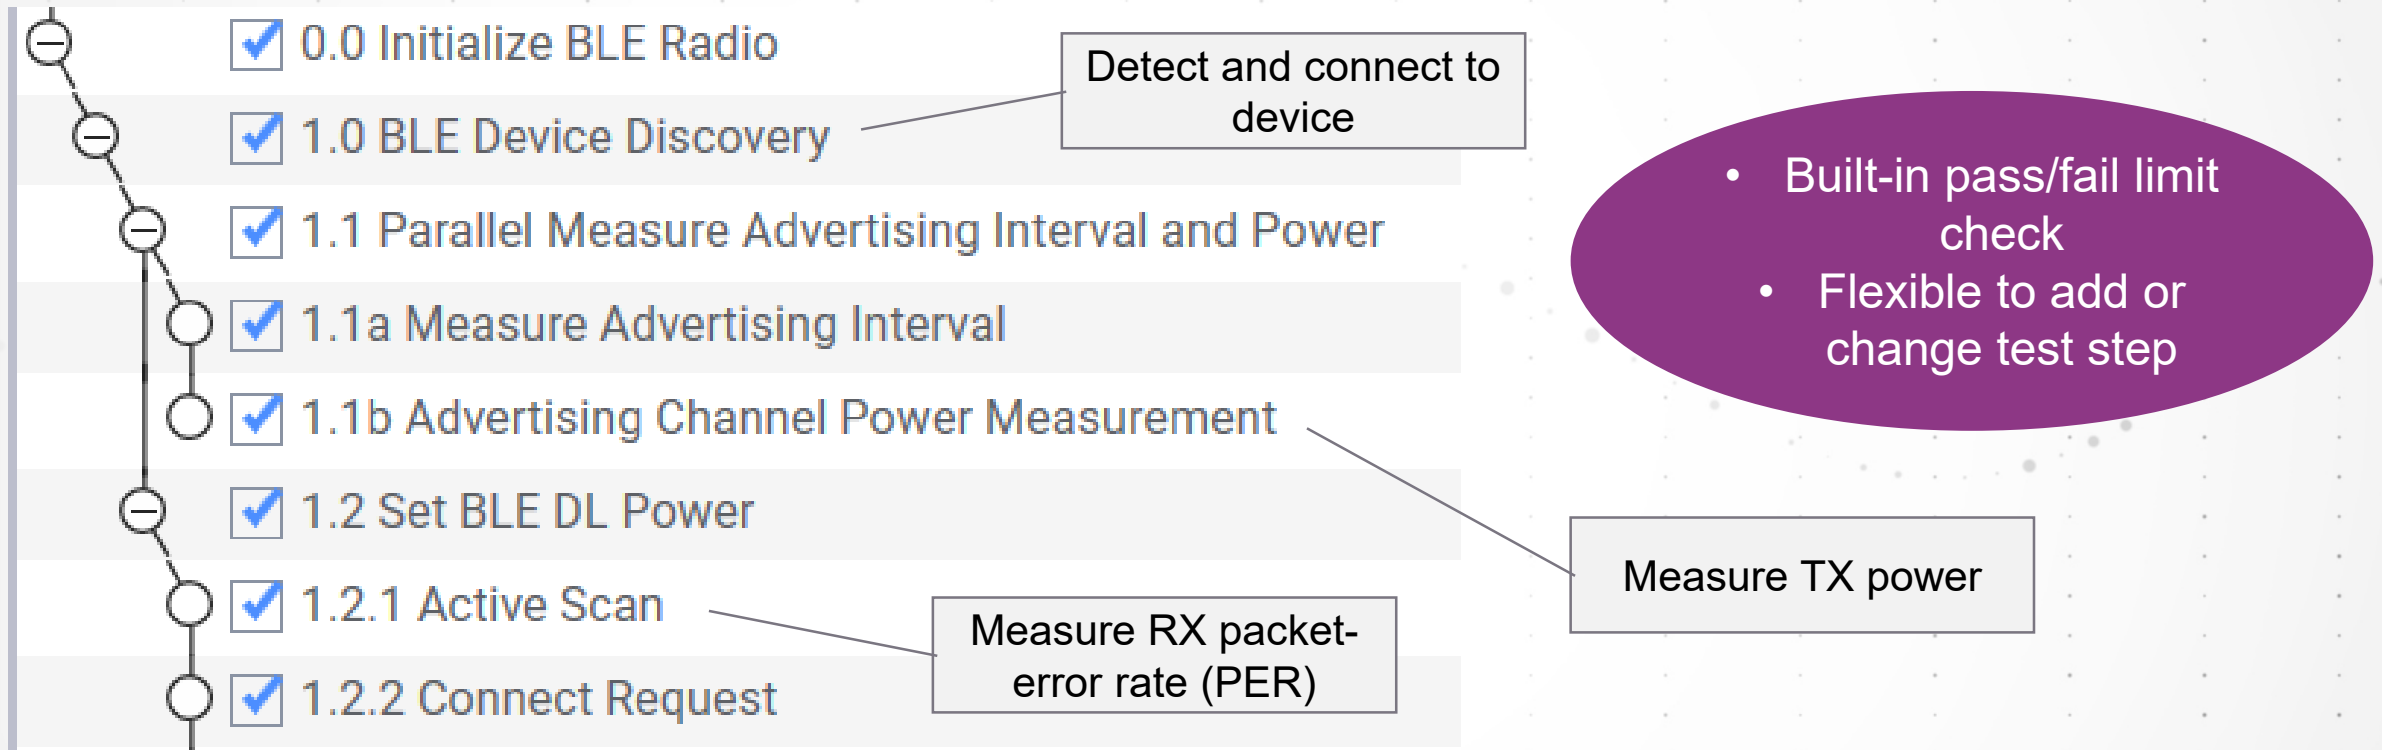 0.0 Initialize BLE Radio
1.0 BLE Device Discovery
1.1 Parallel Measure Advertising Interval and Power
1.1a Measure Advertising Interval
1.1b Advertising Channel Power Measurement
1.2 Set BLE DL Power
1.2.1 Active Scan
1.2.2 Connect Request
Detect and connect to
device
• Built-in pass/fail limit
check
• Flexible to add or
change test step
Measure TX power
Measure RX packet-
error rate (PER)